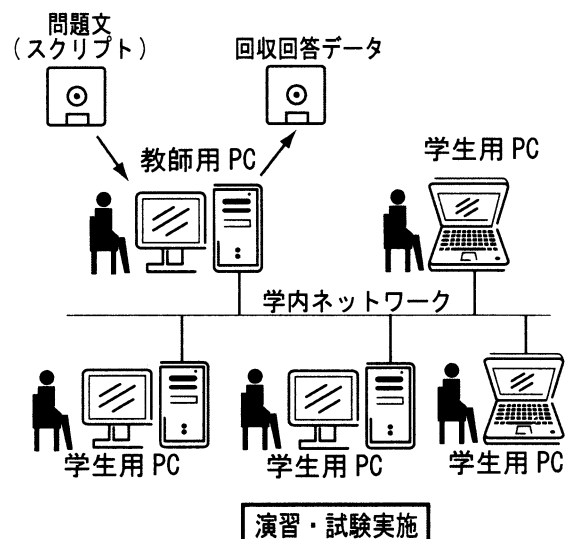 問題文
(スクリプト)
回収回答データ
教師用 PC
学生用 PC
学内ネットワーク
学生用 PC
学生用 PC
学生用 PC
演習・試験実施